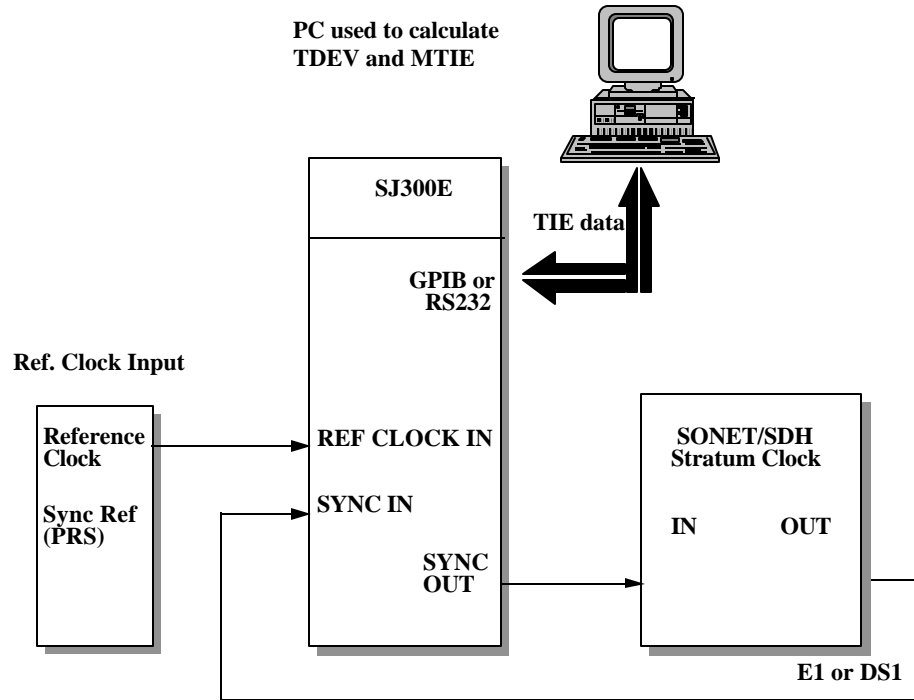 PC used to calculate
TDEV and MTIE
SJ300E
TIE data
GPIB or
RS232
Ref. Clock Input
Reference
Clock
Sync Ref
(PRS)
REF CLOCK IN
SYNC IN
SYNC
OUT
SONET/SDH
Stratum Clock
IN OUT
E1 or DS1